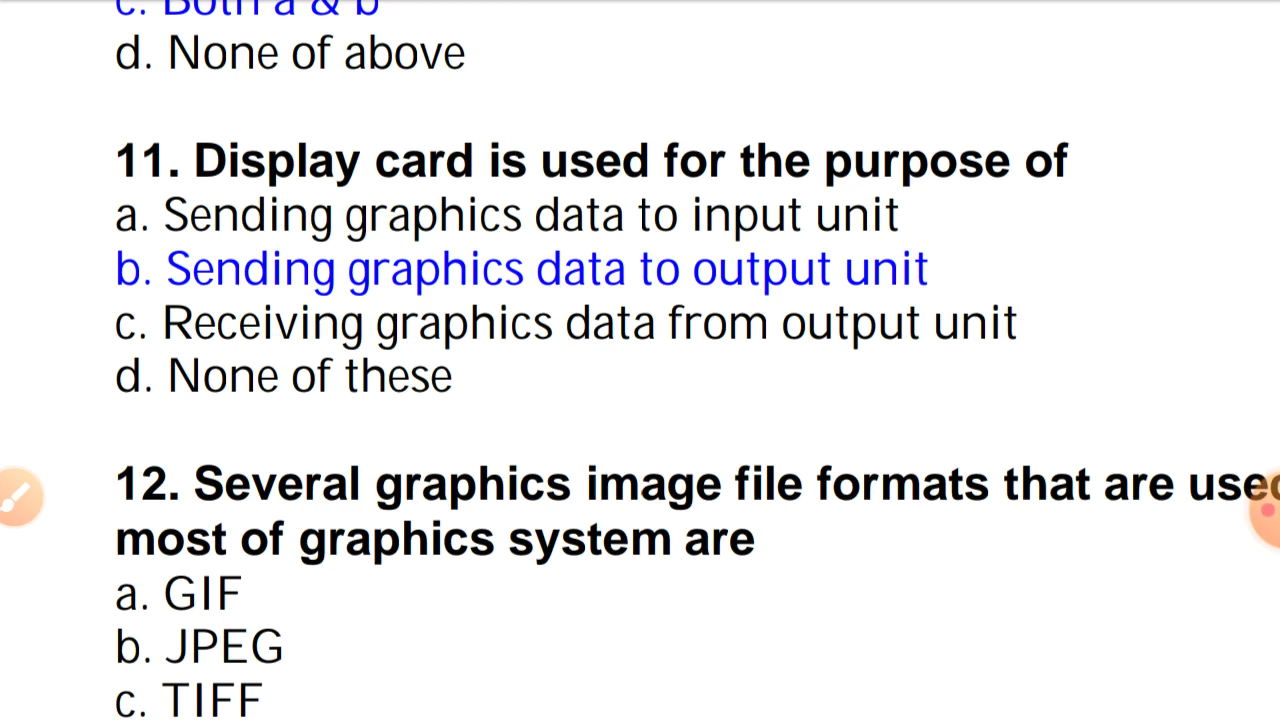 c. Both a & b
d. None of above
11. Display card is used for the purpose of
a. Sending graphics data to input unit
b. Sending graphics data to output unit
c. Receiving graphics data from output unit
d. None of these
12. Several graphics image file formats that are used
most of graphics system are
a. GIF
b. JPEG
c. TIFF